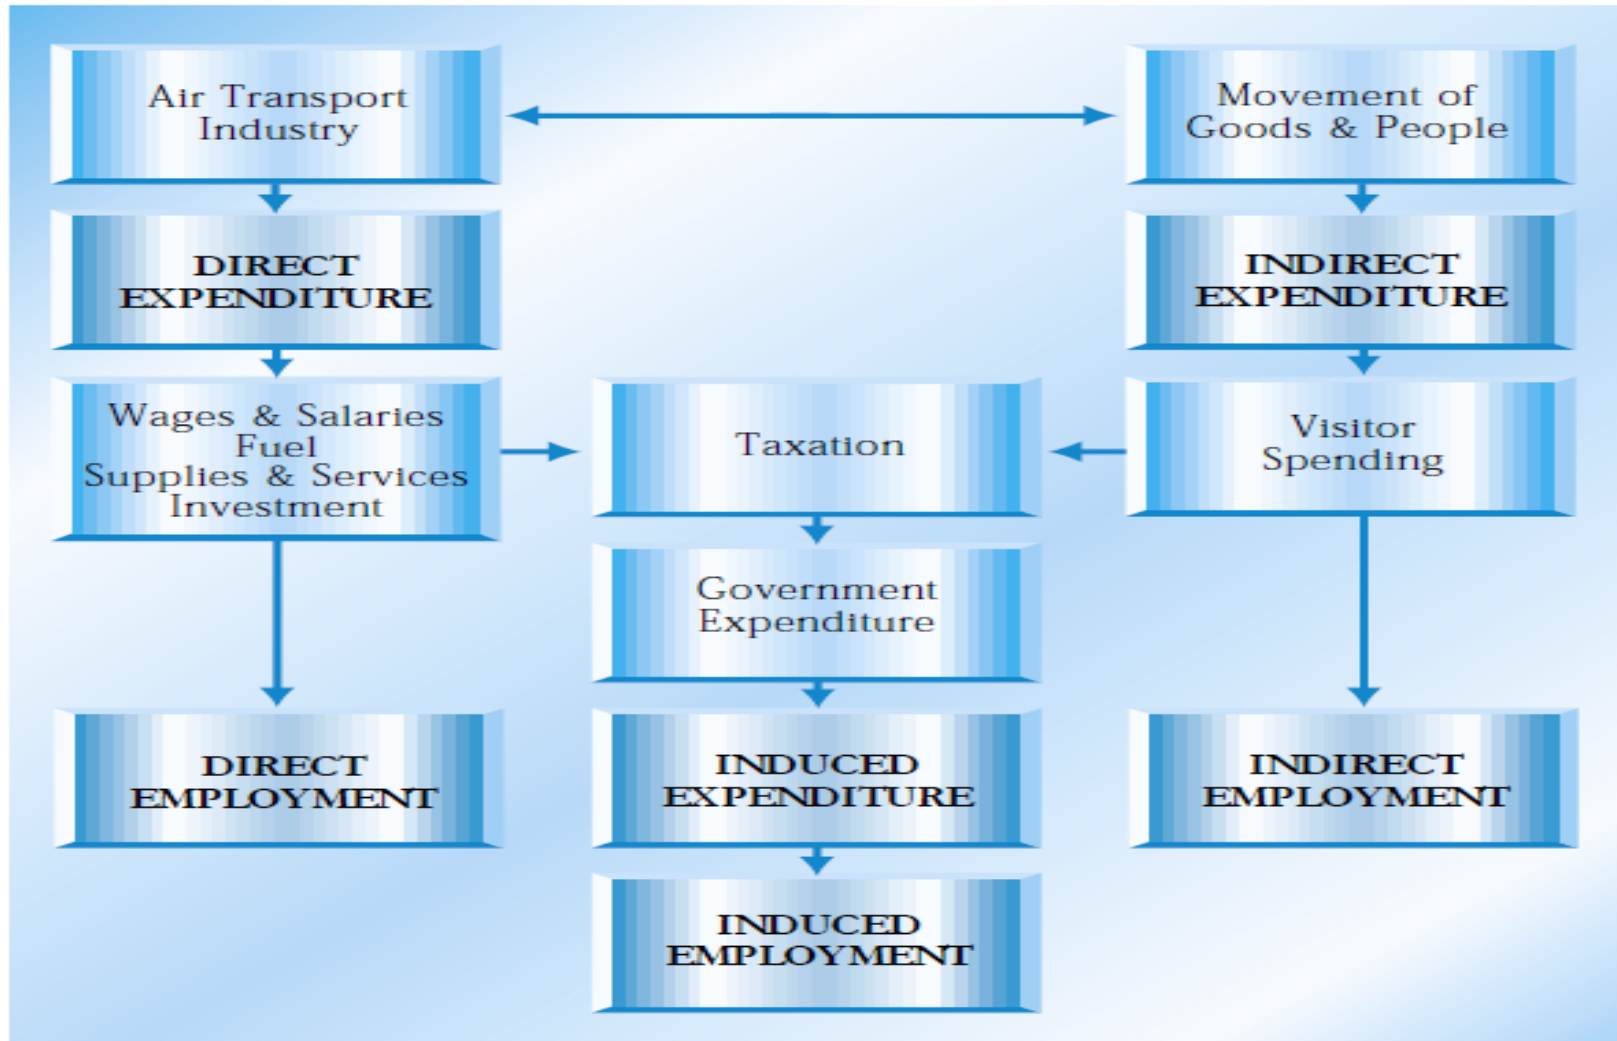 Air Transport
Industry
Movement of
Goods & People
DIRECT
EXPENDITURE
INDIRECT
EXPENDITURE
Wages & Salaries
Fuel
Supplies & Services
Investment
Taxation
Visitor
Spending
Government
Expenditure
DIRECT
EMPLOYMENT
INDUCED
EXPENDITURE
INDIRECT
EMPLOYMENT
INDUCED
EMPLOYMENT